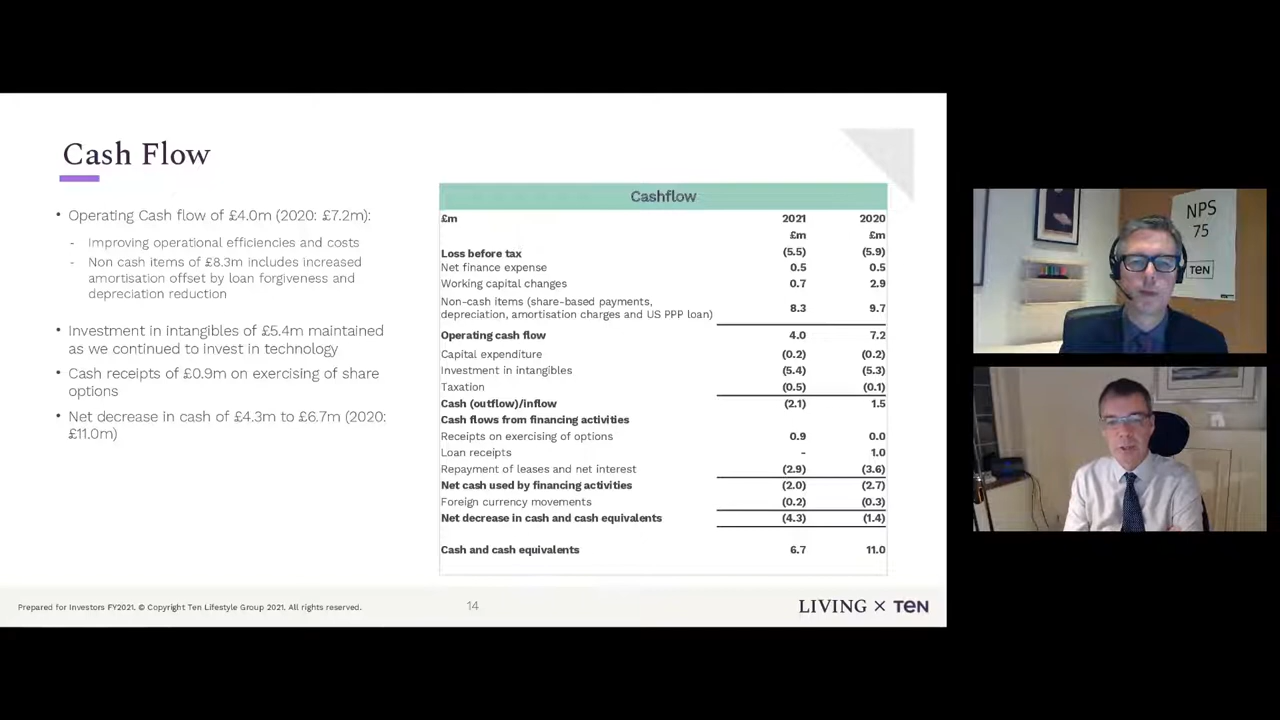 Cash Flow
• Operating Cash flow of £4.0m (2020: £7.2m):
- Improving operational efficiencies and costs
- Non cash items of £8.3m includes increased
amortisation offset by loan forgiveness and
depreciation reduction
• Investment in intangibles of £5.4m maintained
as we continued to invest in technology
• Cash receipts of £0.9m on exercising of share
options
• Net decrease in cash of £4.3m to £6.7m (2020:
£11.0m)
Cashflow
£m 2021 2020
£m £m
Loss before tax (5.5) (5.9)
Net finance expense 0.5 0.5
Working capital changes 0.7 2.9
Non-cash items (share-based payments,
depreciation, amortisation charges and US PPP loan) 8.3 9.7
Operating cash flow 4.0 7.2
Capital expenditure (0.2) (0.2)
Investment in intangibles (5.4) (5.3)
Taxation (0.5) (0.1)
Cash (outflow)/inflow (2.1) 1.5
Cash flows from financing activities
Receipts on exercising of options 0.9 0.0
Loan receipts - 1.0
Repayment of leases and net interest (2.9) (3.6)
Net cash used by financing activities (2.0) (2.7)
Foreign currency movements (0.2) (0.3)
Net decrease in cash and cash equivalents (4.3) (1.4)
Cash and cash equivalents 6.7 11.0
Prepared for Investors FY2021. © Copyright Ten Lifestyle Group 2021. All rights reserved.
14
LIVING × TEN
NPS
75
TEN